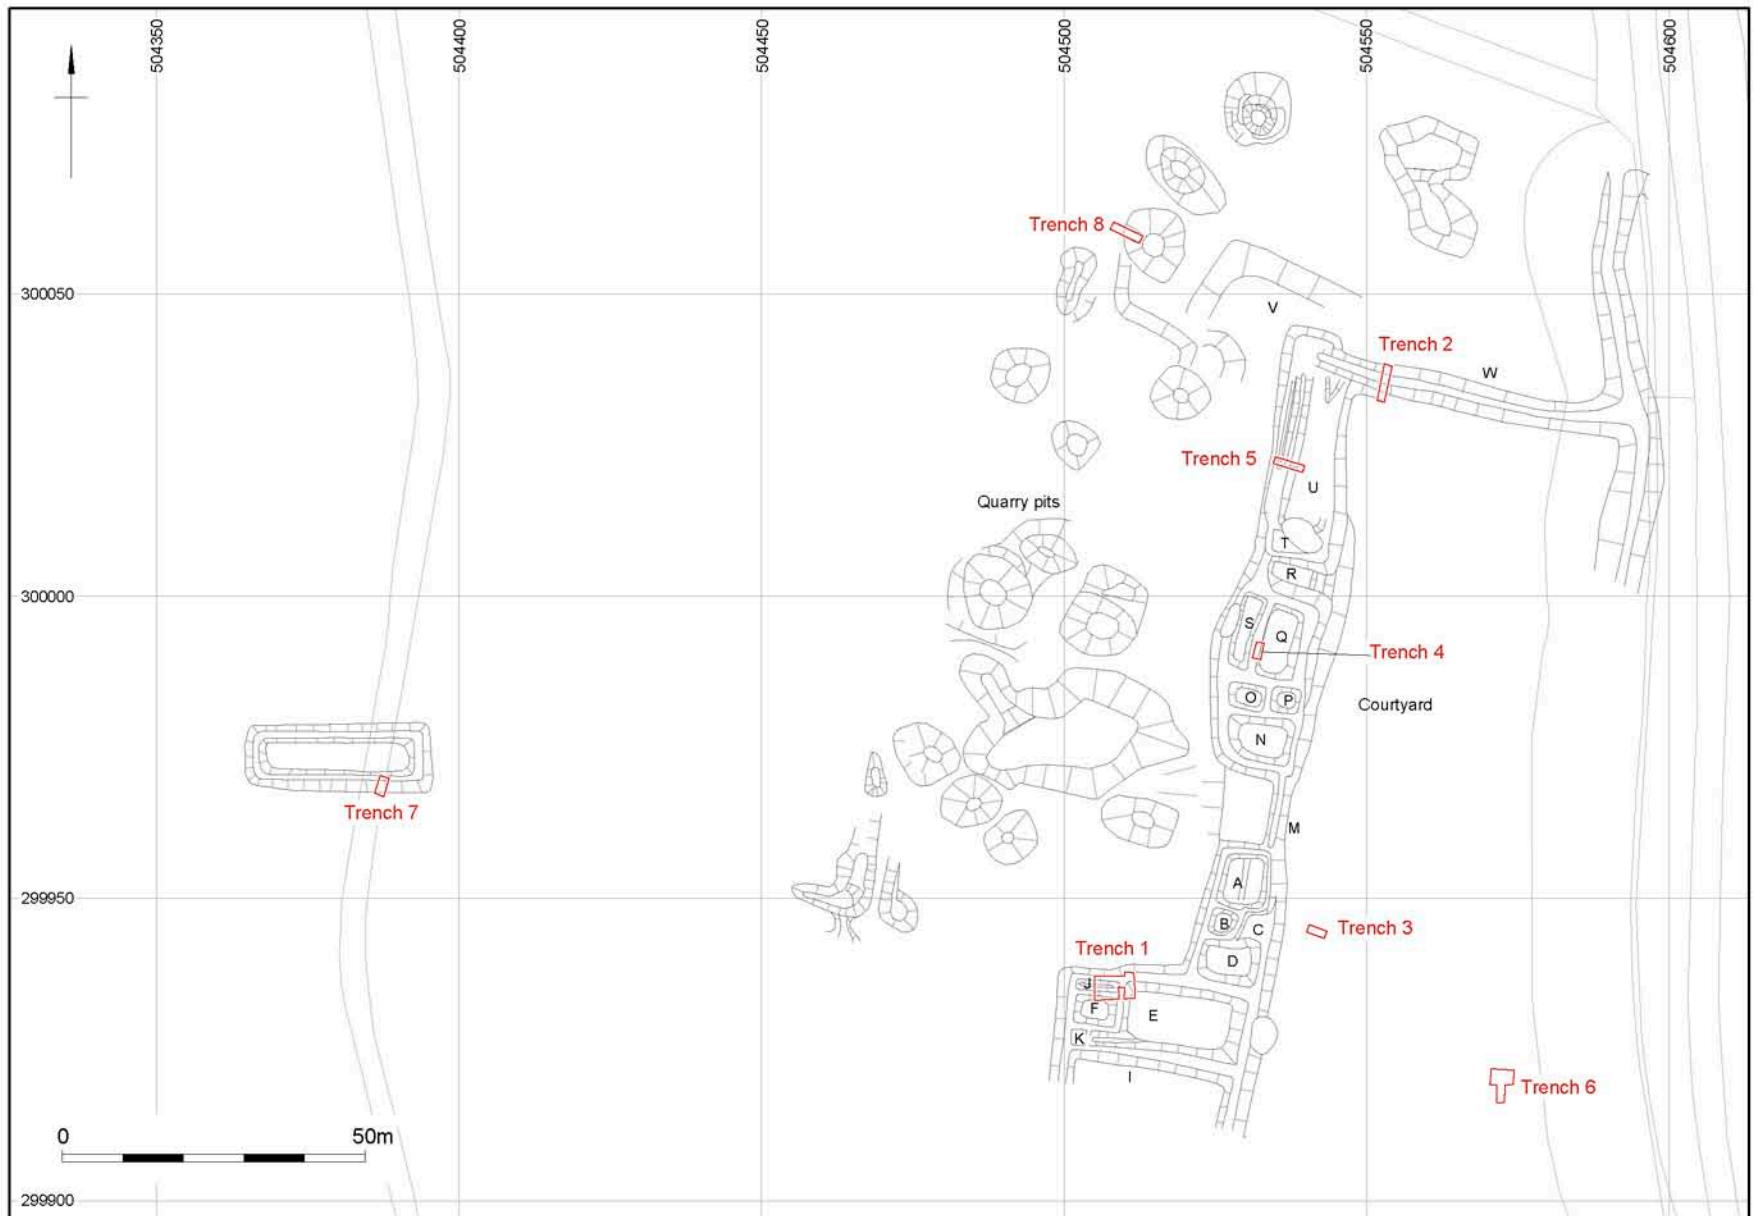 504350
504400
504450
504500
504550
504600
Trench 8
300050
V
Trench 2
W
Trench 5
U
Quarry pits
T
R
300000
S
Q
Trench 4
O
P
Courtyard
N
Trench 7
M
A
299950
B
C
Trench 3
D
Trench 1
J
F
E
K
I
Trench 6
0
50m
299900